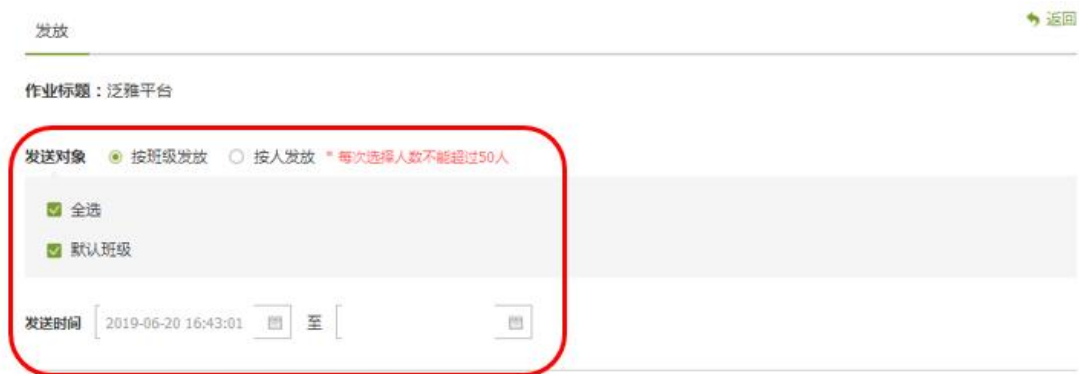 发放
返回
作业标题：泛雅平台
发送对象 按班级发放 按人发放 * 每次选择人数不能超过50人
全选
默认班级
发送时间 2019-06-20 16:43:01 至